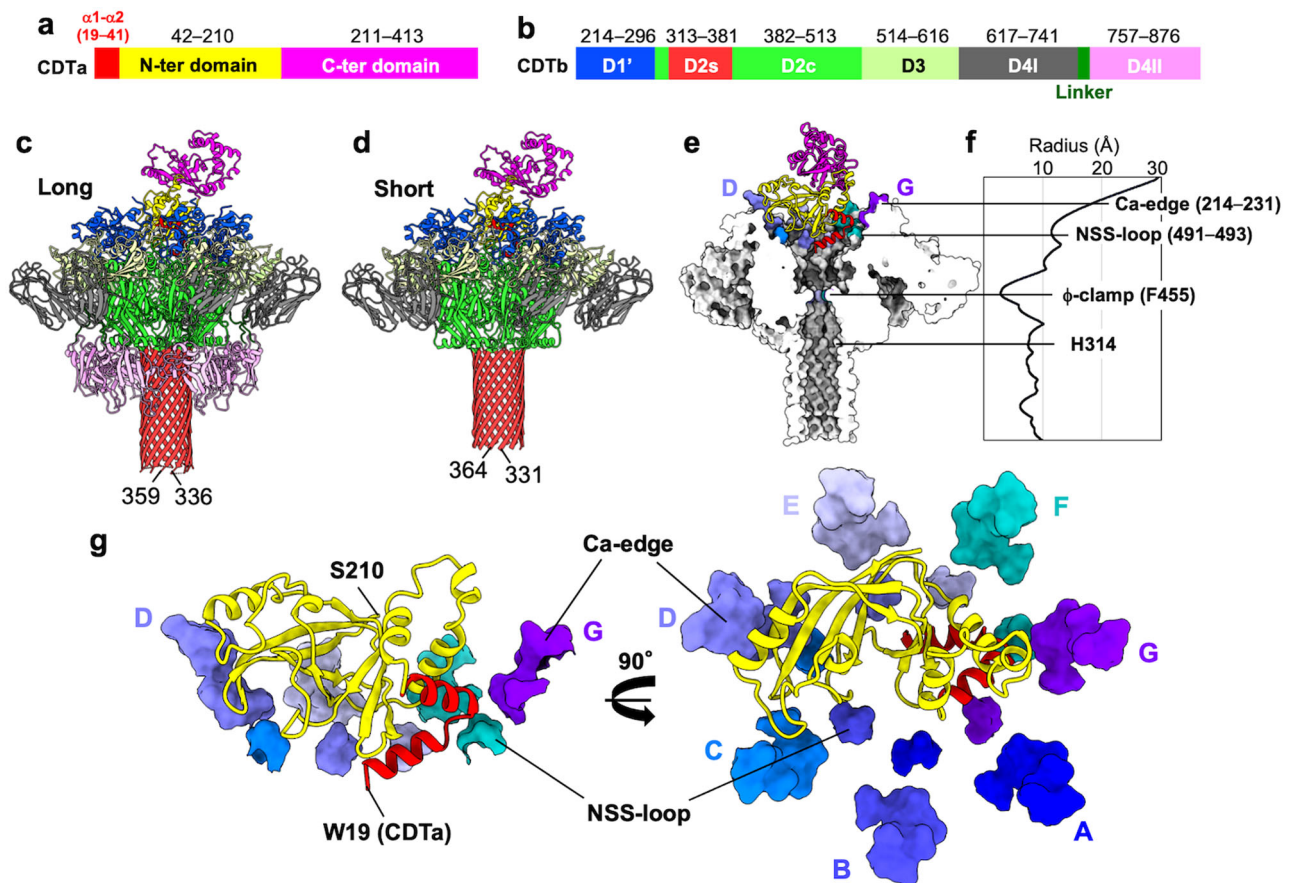 a
α1-α2
(19–41)
42–210
211–413
CDTa
N-ter domain
C-ter domain
b
214–296
313–381
382–513
514–616
617–741
757–876
CDTb
D1’
D2s
D2c
D3
D4I
D4II
Linker
c
Long
359
336
d
Short
364
331
e
D
G
f
Radius (Å)
10
20
30
Ca-edge (214–231)
NSS-loop (491–493)
ϕ-clamp (F455)
H314
g
S210
D
G
W19 (CDTa)
Ca-edge
NSS-loop
90°
E
F
D
G
C
B
A